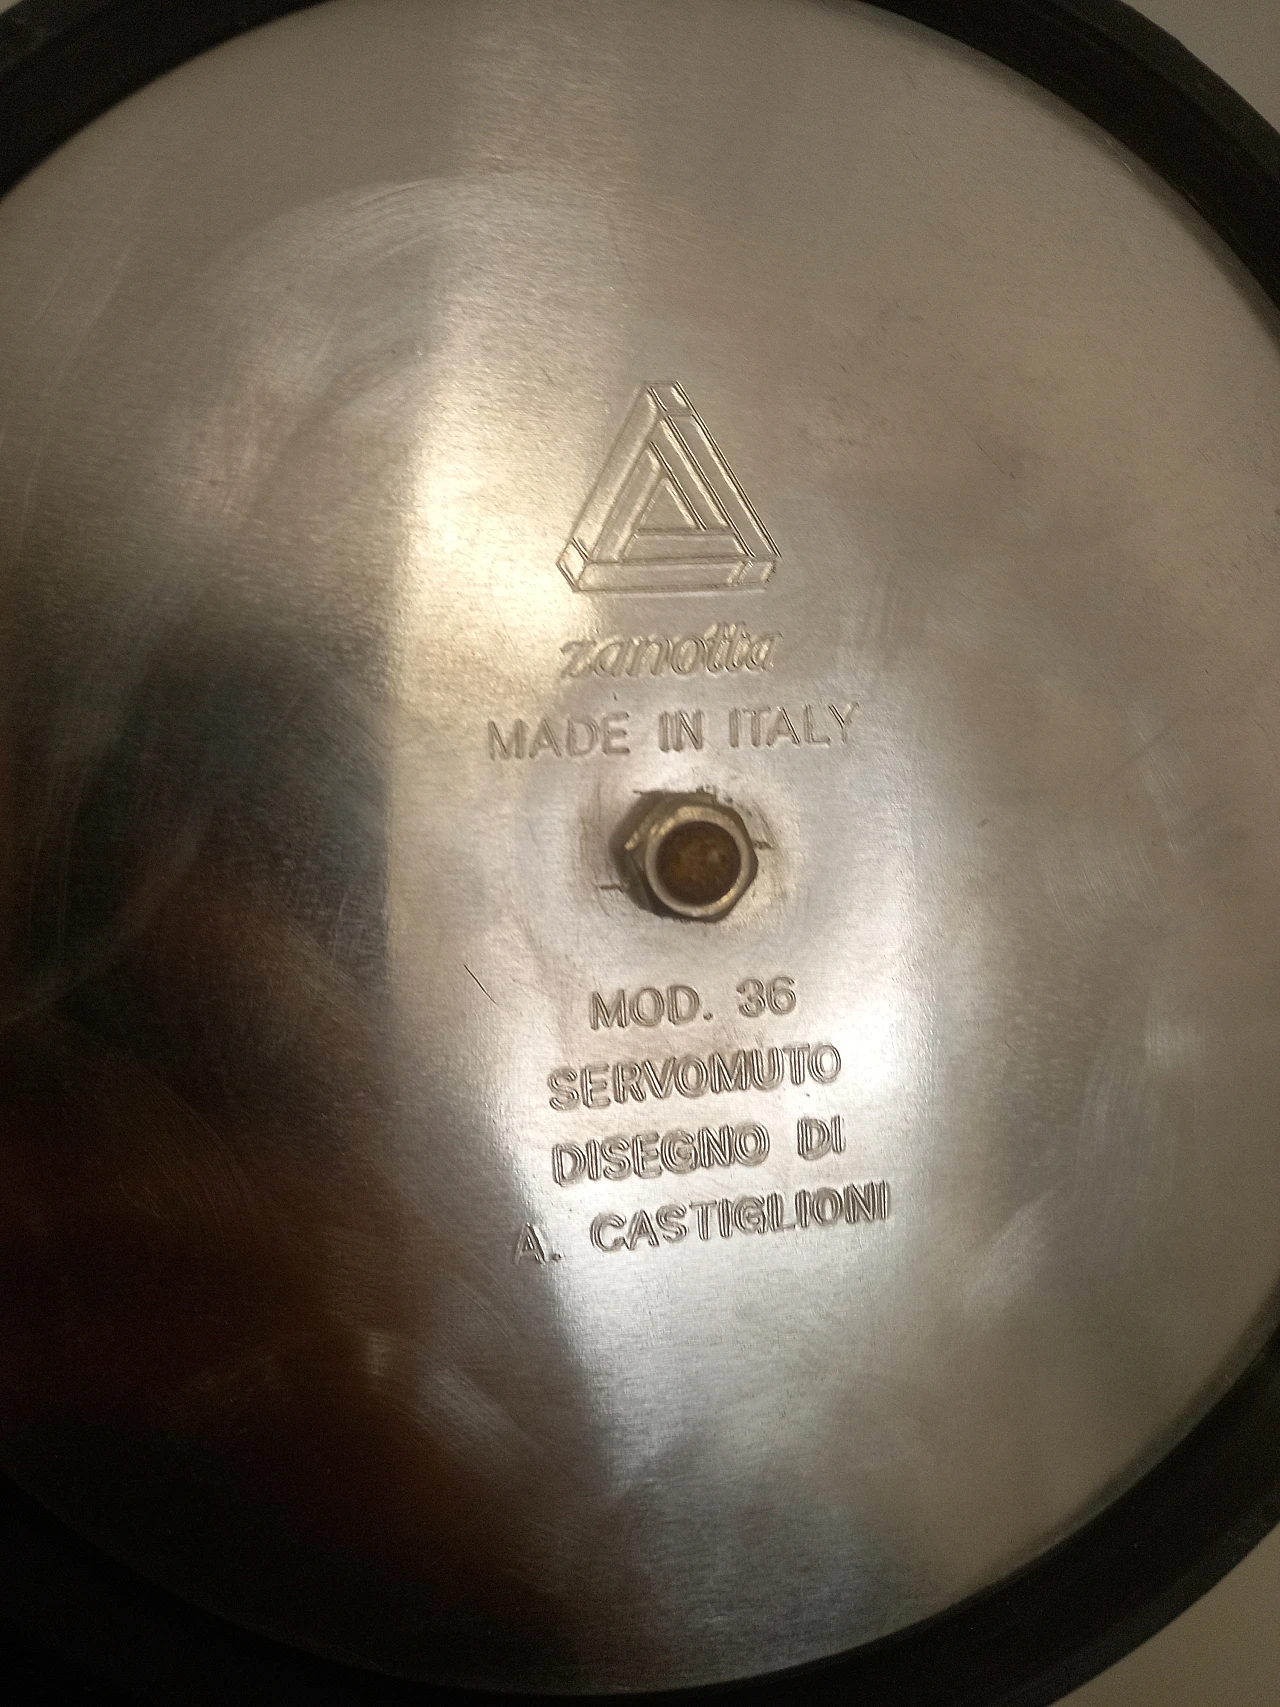 zanotta
MADE IN ITALY
MOD. 36
SERVOMUTO
DISEGNO DI
A. CASTIGLIONI